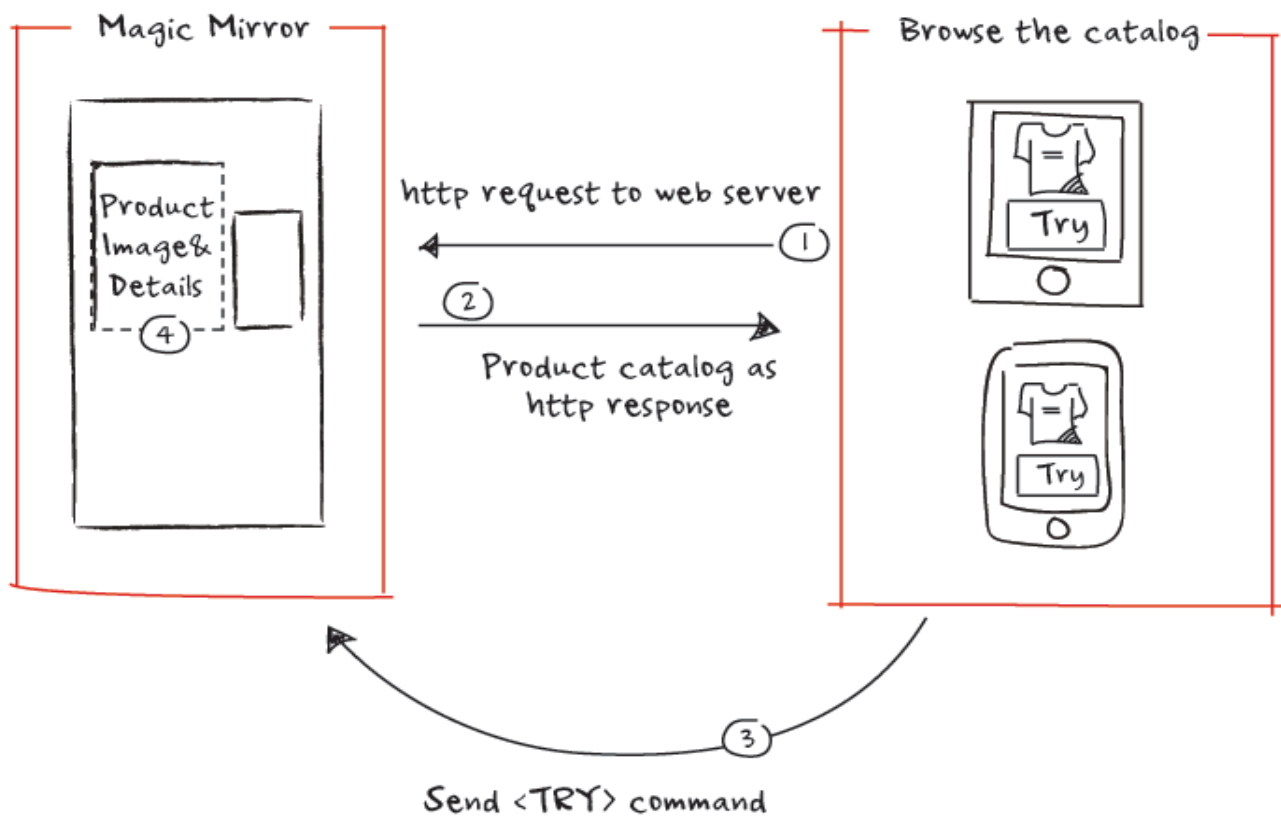 Magic Mirror
Browse the catalog
Product
Image&
Details
4
http request to web server
1
2
Product catalog as
http response
Try
Try
3
Send <TRY> command